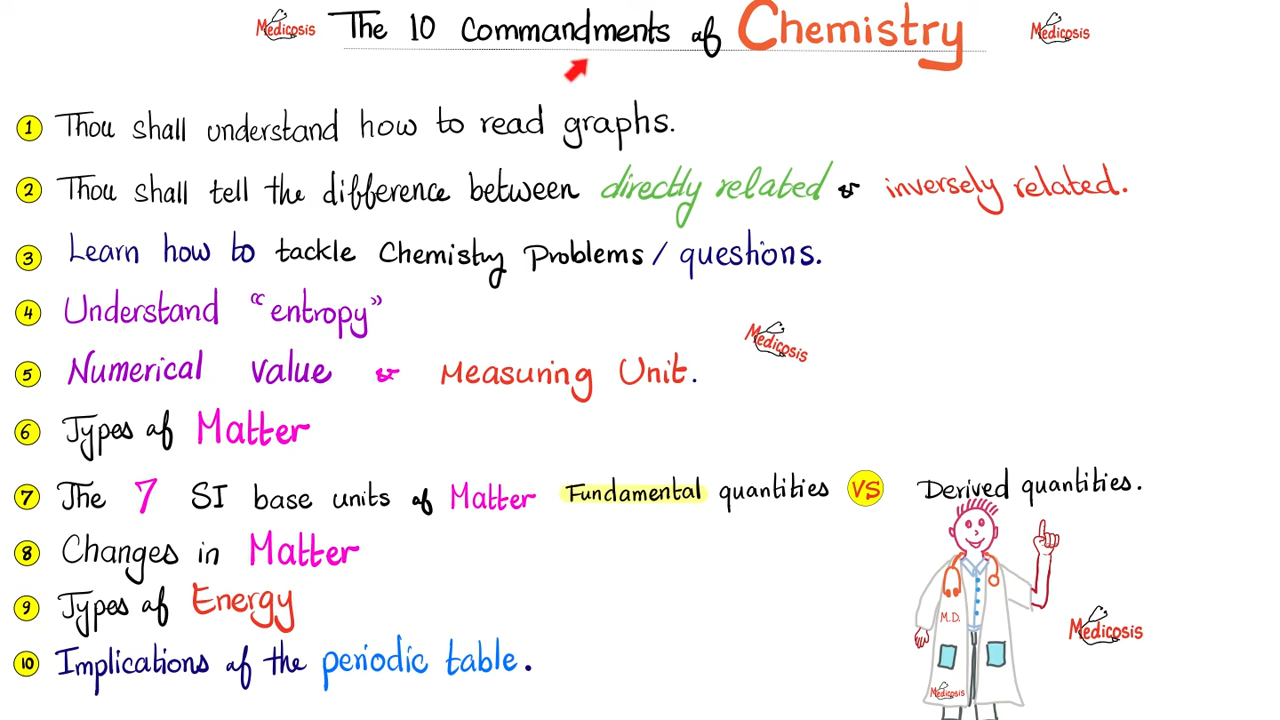 Medicosis The 10 Commandments of Chemistry Medicosis
1 Thou shall understand how to read graphs.
2 Thou shall tell the difference between directly related & inversely related.
3 Learn how to tackle Chemistry Problems / questions.
4 Understand "entropy"
Medicosis
5 Numerical value & Measuring Unit.
6 Types of Matter
7 The 7 SI base units of Matter Fundamental quantities VS Derived quantities.
8 Changes in Matter
9 Types of Energy
M.D.
Medicosis
10 Implications of the periodic table.
Medicosis